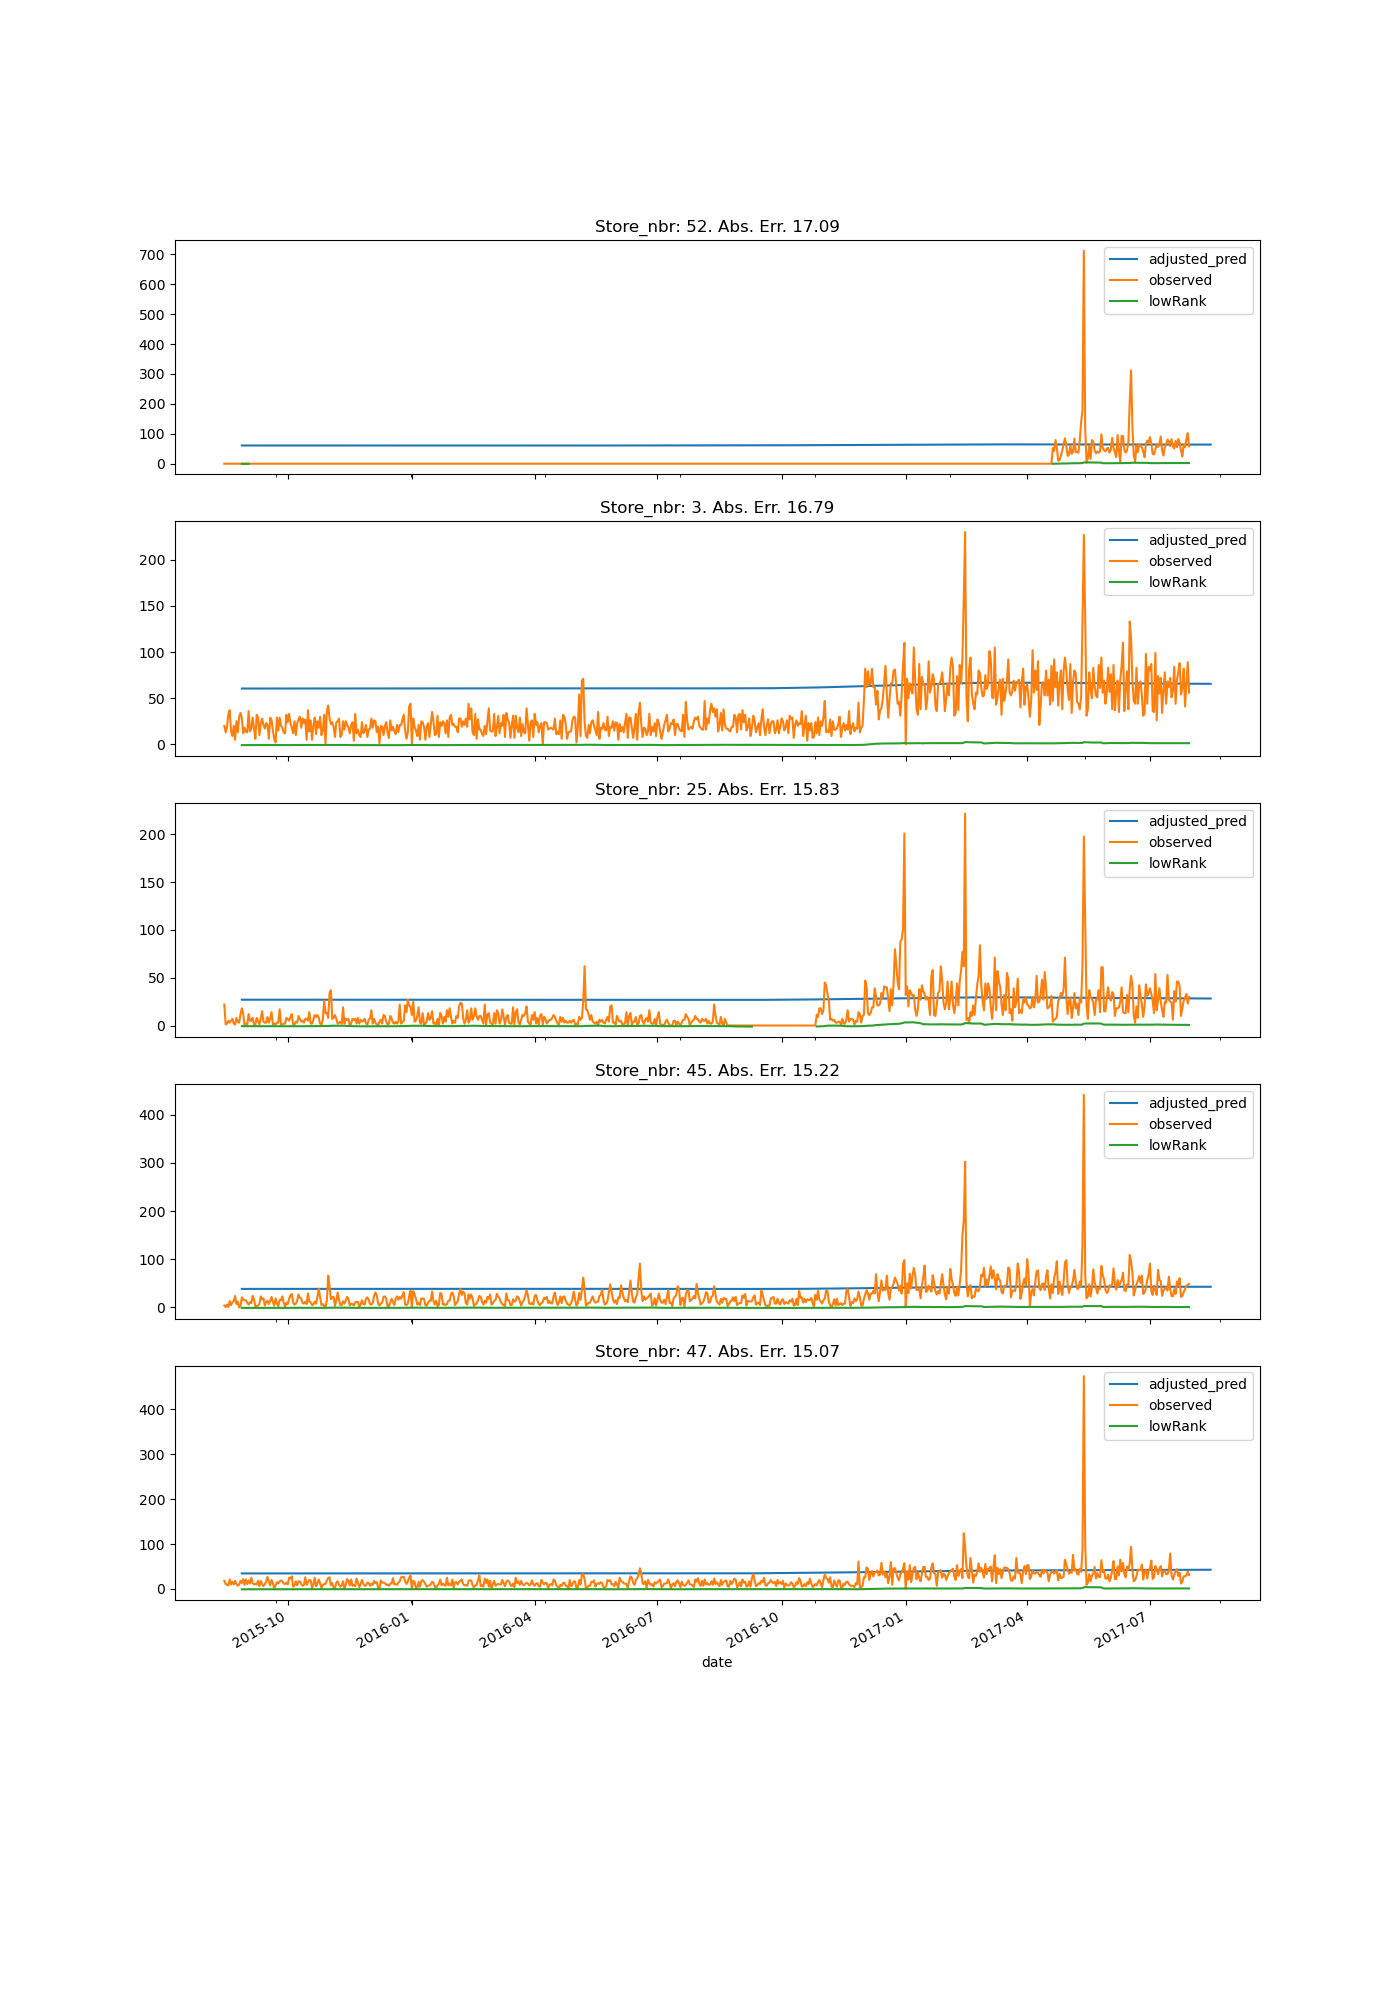 Store_nbr: 52. Abs. Err. 17.09
700
600
500
400
300
200
100
0
adjusted_pred
observed
lowRank
Store_nbr: 3. Abs. Err. 16.79
200
150
100
50
0
adjusted_pred
observed
lowRank
Store_nbr: 25. Abs. Err. 15.83
200
150
100
50
0
adjusted_pred
observed
lowRank
Store_nbr: 45. Abs. Err. 15.22
400
300
200
100
0
adjusted_pred
observed
lowRank
Store_nbr: 47. Abs. Err. 15.07
400
300
200
100
0
adjusted_pred
observed
lowRank
2015-10
2016-01
2016-04
2016-07
2016-10
2017-01
2017-04
2017-07
date